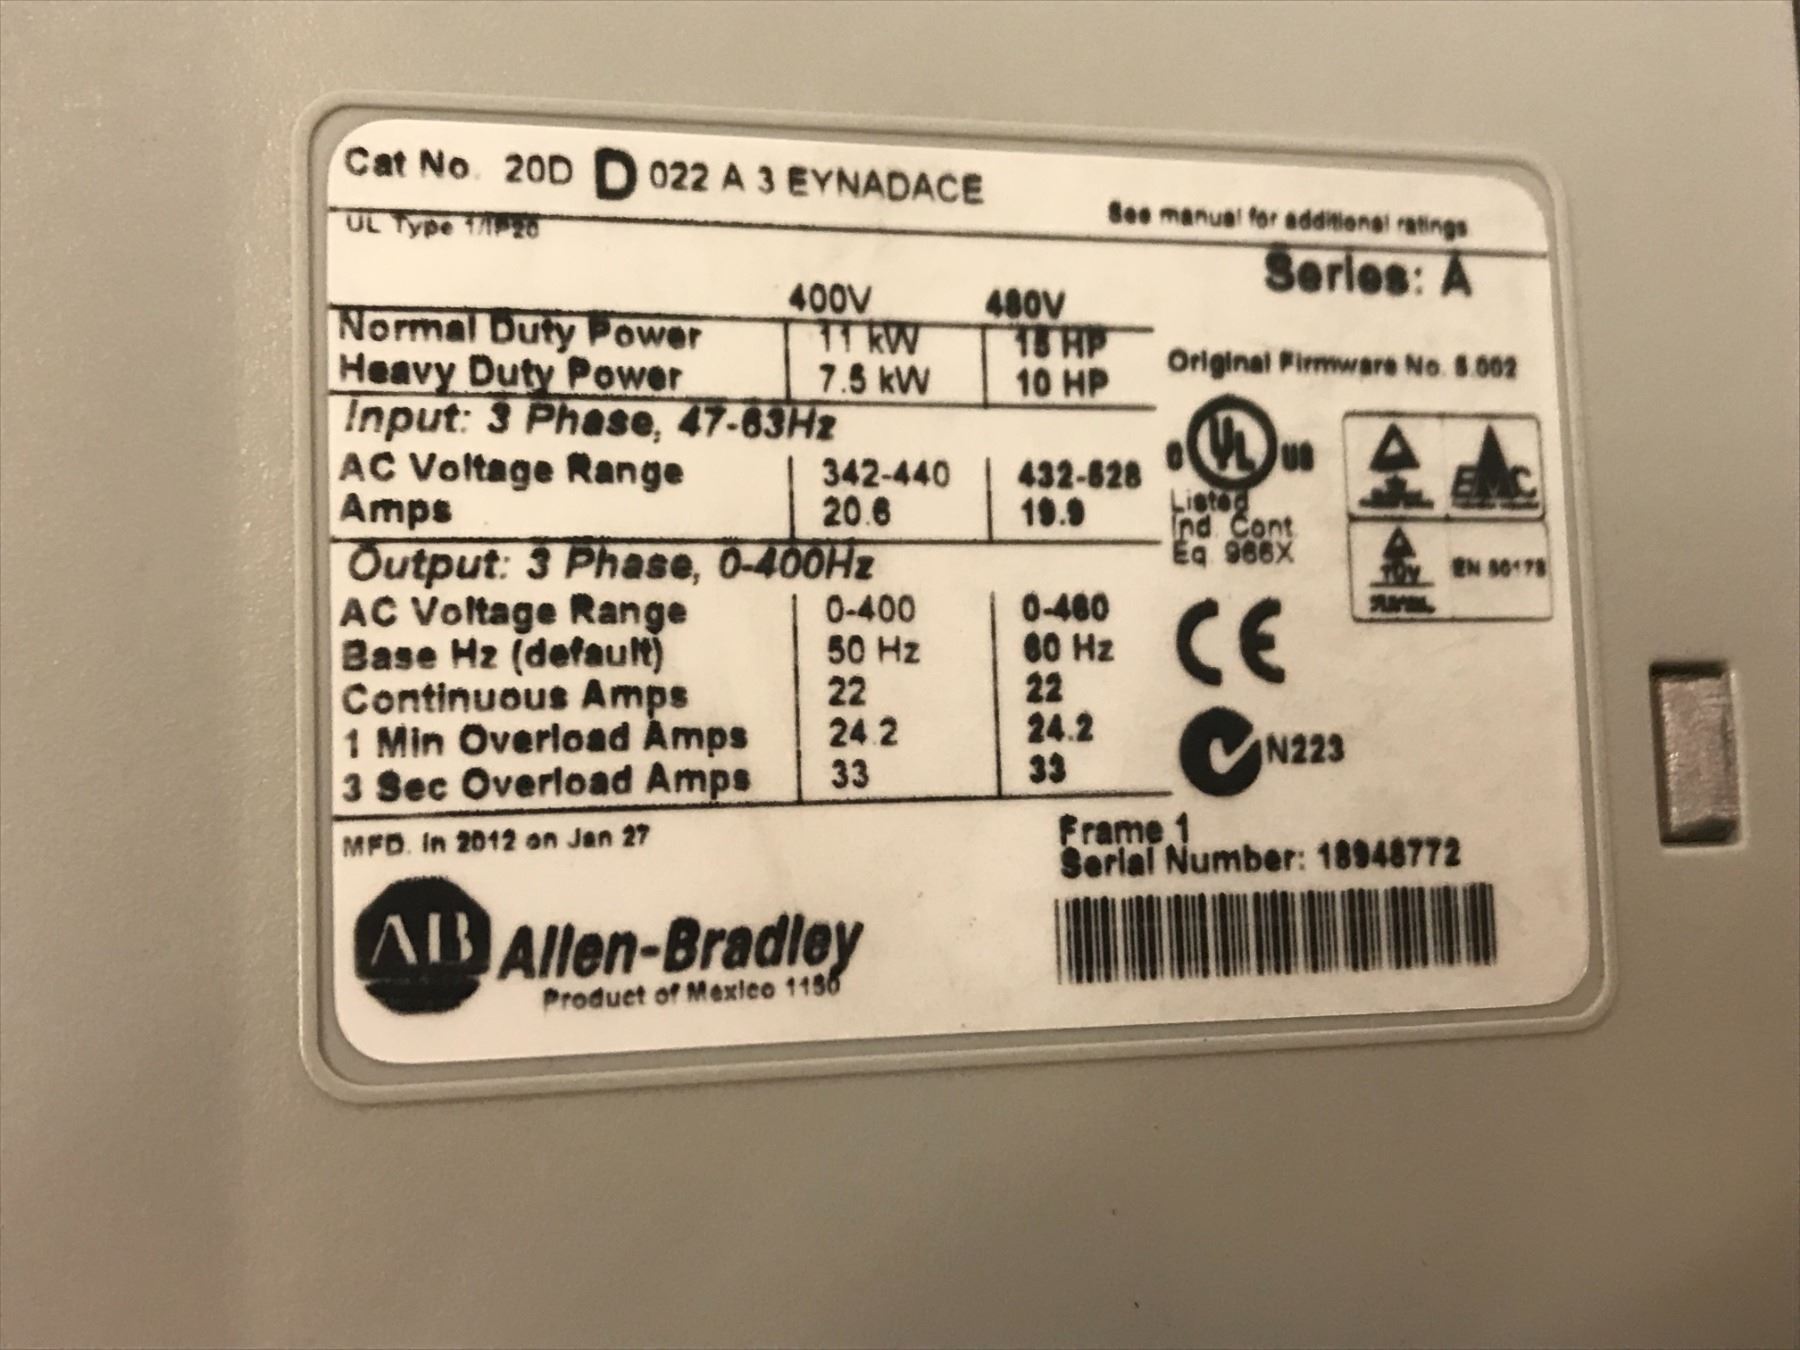 Cat No. 20D D 022 A 3 EYNADACE
UL Type 1/IP20
See manual for additional ratings
Series: A
400V 480V
Normal Duty Power 11 kW 15 HP
Heavy Duty Power 7.5 kW 10 HP
Original Firmware No. 5.002
Input: 3 Phase, 47-63Hz
AC Voltage Range 342-440 432-528
Amps 20.6 19.9
C UL US
Listed
Ind. Cont.
Eq 966X
EMC
TUV
EN 50178
Output: 3 Phase, 0-400Hz
AC Voltage Range 0-400 0-460
Base Hz (default) 50 Hz 60 Hz
Continuous Amps 22 22
1 Min Overload Amps 24.2 24.2
3 Sec Overload Amps 33 33
CE
N223
MFD. in 2012 on Jan 27
Frame 1
Serial Number: 18948772
AB Allen-Bradley
Product of Mexico 1150